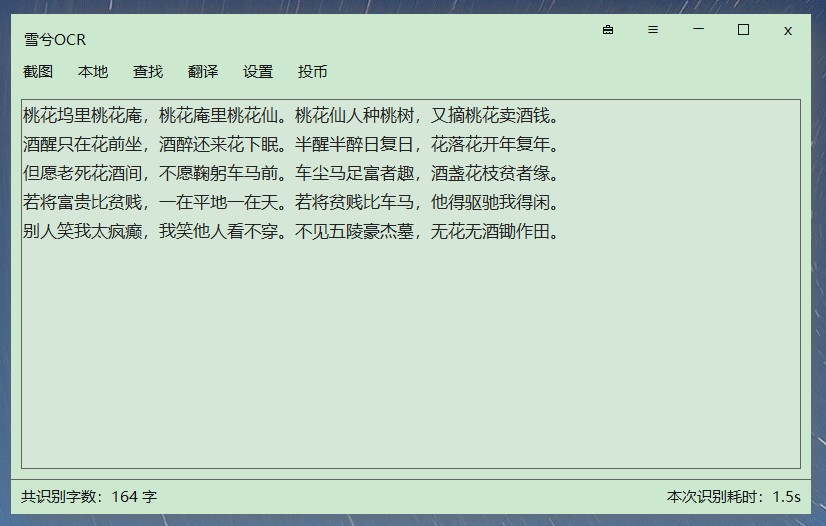 雪兮OCR
截图 本地 查找 翻译 设置 投币
桃花坞里桃花庵，桃花庵里桃花仙。桃花仙人种桃树，又摘桃花卖酒钱。
酒醒只在花前坐，酒醉还来花下眠。半醒半醉日复日，花落花开年复年。
但愿老死花酒间，不愿鞠躬车马前。车尘马足富者趣，酒盏花枝贫者缘。
若将富贵比贫贱，一在平地一在天。若将贫贱比车马，他得驱驰我得闲。
别人笑我太疯癫，我笑他人看不穿。不见五陵豪杰墓，无花无酒锄作田。
共识别字数：164 字 本次识别耗时：1.5s